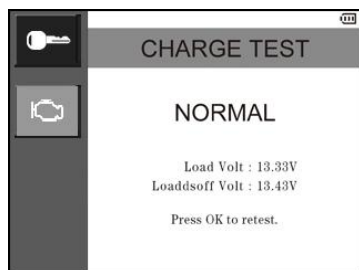 CHARGE TEST
NORMAL
Load Volt : 13.33V
Loaddsoff Volt : 13.43V
Press OK to retest.